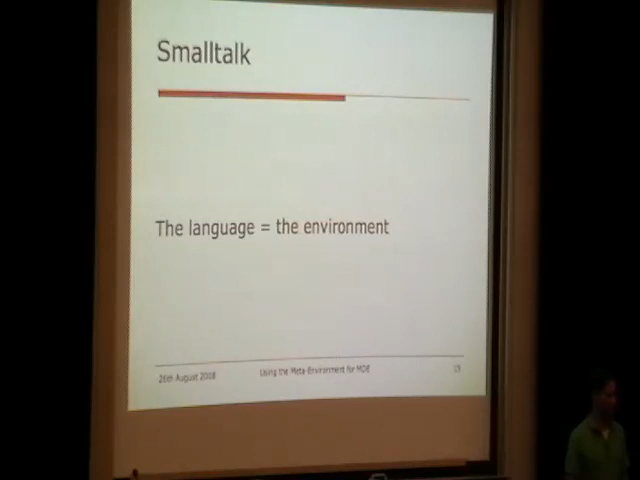 Smalltalk
The language = the environment
26th August 2008
Using the Meta-Environment for MDE